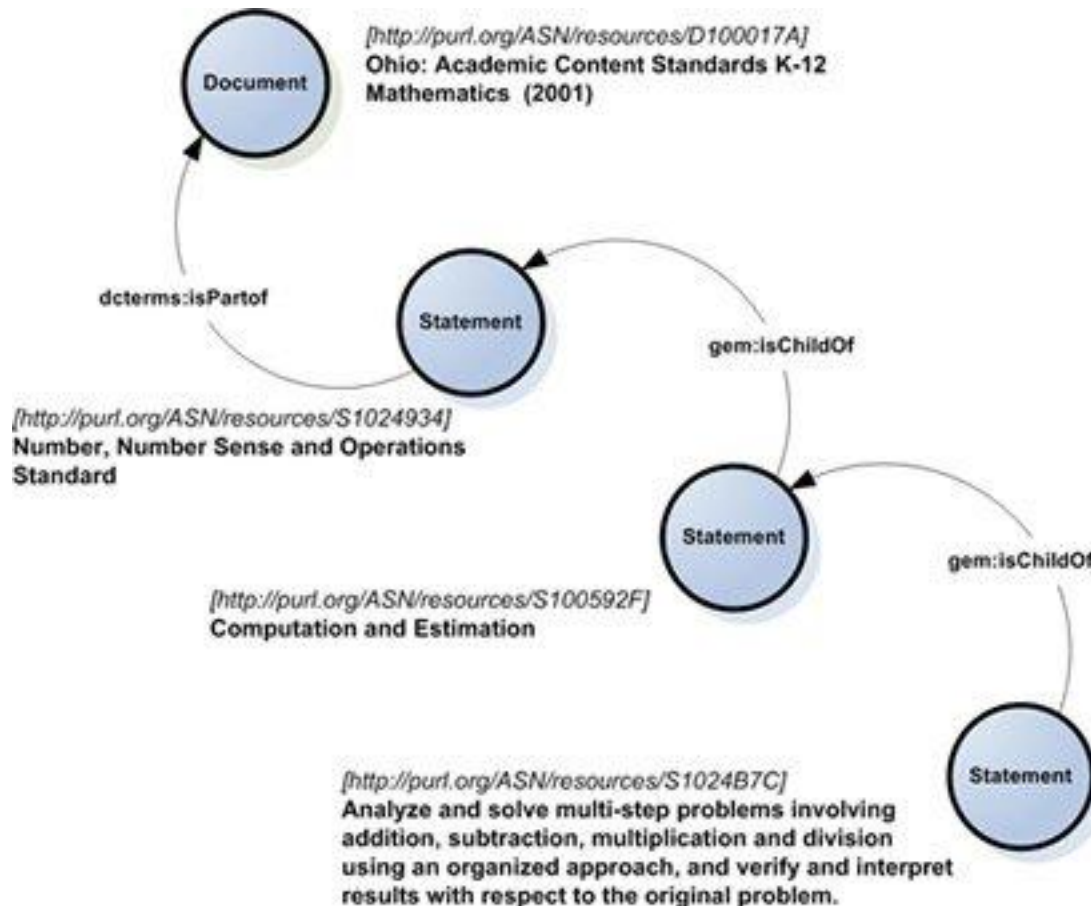 [http://purl.org/ASN/resources/D100017A]
Ohio: Academic Content Standards K-12
Mathematics (2001)
Document
dcterms:isPartof
Statement
gem:isChildOf
[http://purl.org/ASN/resources/S1024934]
Number, Number Sense and Operations
Standard
Statement
gem:isChildOf
[http://purl.org/ASN/resources/S100592F]
Computation and Estimation
Statement
[http://purl.org/ASN/resources/S1024B7C]
Analyze and solve multi-step problems involving
addition, subtraction, multiplication and division
using an organized approach, and verify and interpret
results with respect to the original problem.